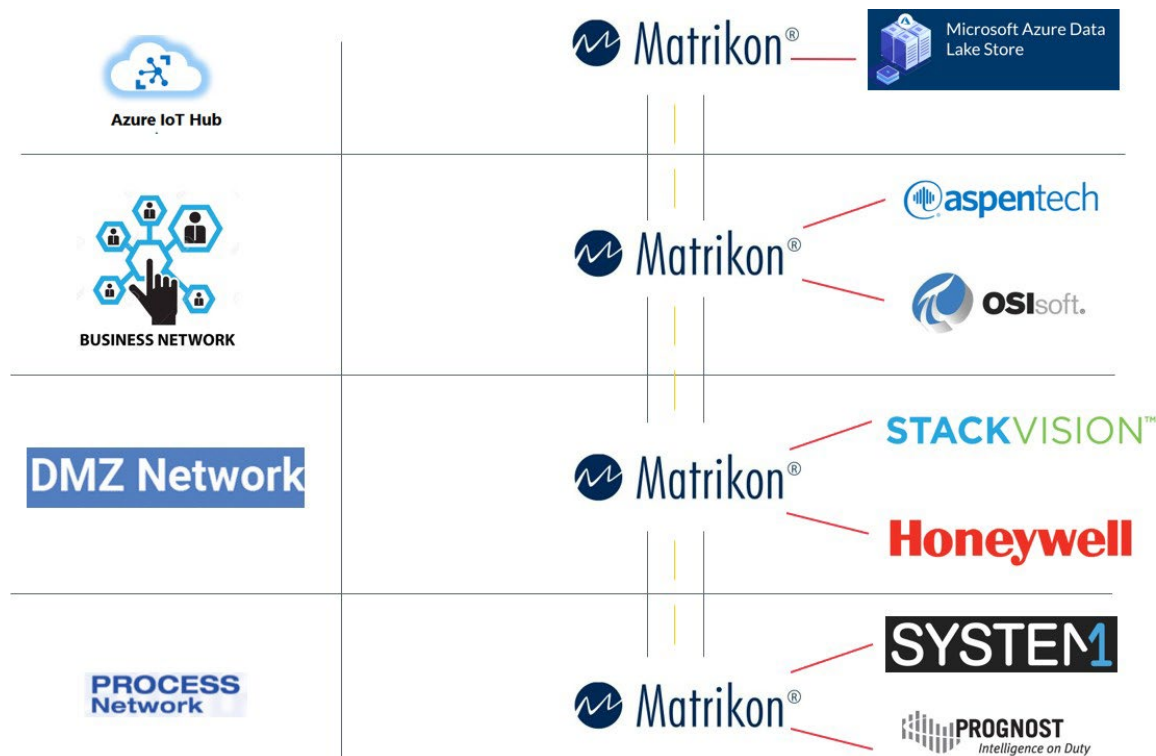 Azure IoT Hub
Matrikon®
Microsoft Azure Data
Lake Store
BUSINESS NETWORK
Matrikon®
aspentech
OSIsoft.
DMZ Network
Matrikon®
STACKVISION™
Honeywell
PROCESS
Network
Matrikon®
SYSTEM1
PROGNOST
Intelligence on Duty